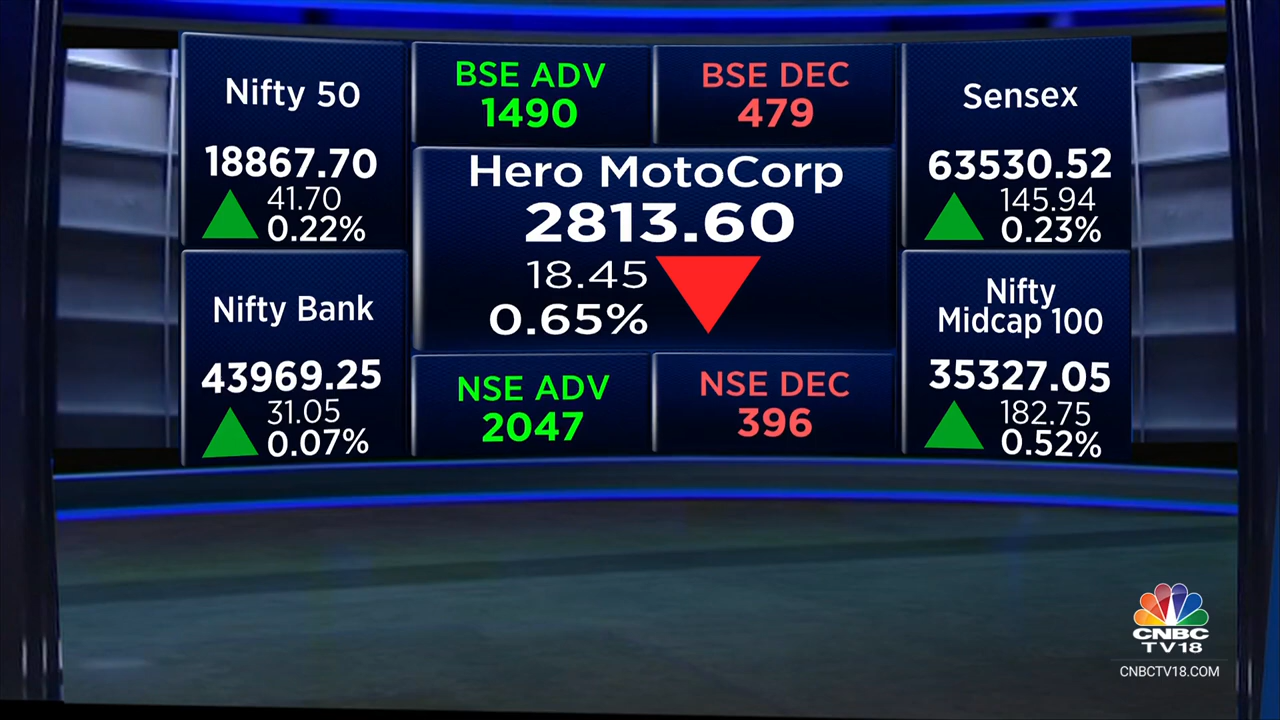 Nifty 50
18867.70
41.70
0.22%
BSE ADV
1490
BSE DEC
479
Sensex
63530.52
145.94
0.23%
Hero MotoCorp
2813.60
18.45
0.65%
Nifty Bank
43969.25
31.05
0.07%
NSE ADV
2047
NSE DEC
396
Nifty
Midcap 100
35327.05
182.75
0.52%
CNBC
TV18
CNBCTV18.COM